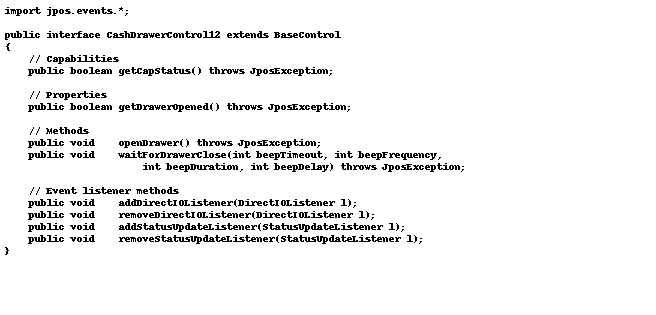 import jpos.events.*;
public interface CashDrawerControl12 extends BaseControl
{
// Capabilities
public boolean getCapStatus() throws JposException;
// Properties
public boolean getDrawerOpened() throws JposException;
// Methods
public void openDrawer() throws JposException;
public void waitForDrawerClose(int beepTimeout, int beepFrequency,
int beepDuration, int beepDelay) throws JposException;
// Event listener methods
public void addDirectIOListener(DirectIOListener l);
public void removeDirectIOListener(DirectIOListener l);
public void addStatusUpdateListener(StatusUpdateListener l);
public void removeStatusUpdateListener(StatusUpdateListener l);
}